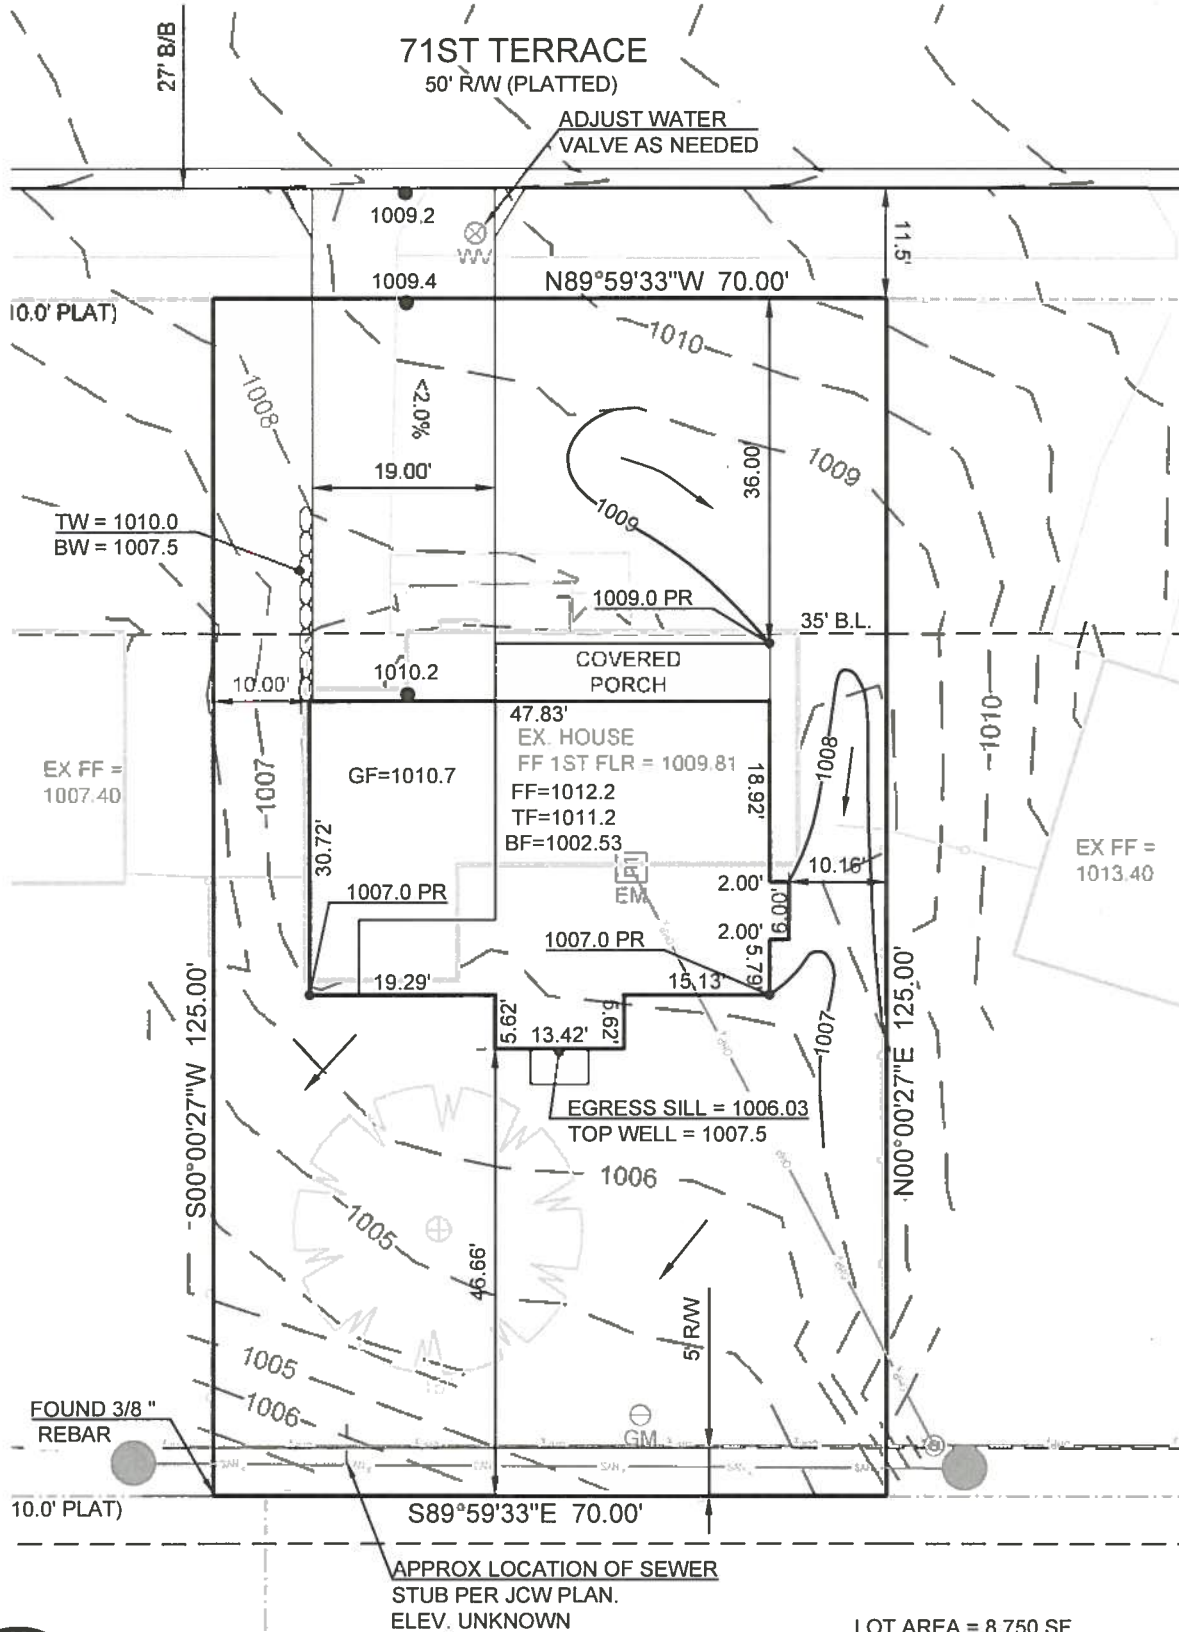 27' B/B
71ST TERRACE
50' R/W (PLATTED)
ADJUST WATER
VALVE AS NEEDED
1009.2
WV
11.5'
1009.4
N89°59'33"W 70.00'
10.0' PLAT)
1010
1008
<2.0%
19.00'
36.00'
1009
1009
TW = 1010.0
BW = 1007.5
1009.0 PR
35' B.L.
COVERED
PORCH
10.00'
1010.2
47.83'
EX. HOUSE
FF 1ST FLR = 1009.81
1010
1008
EX FF =
1007.40
1007
GF=1010.7
FF=1012.2
TF=1011.2
BF=1002.53
18.92'
30.72'
EM
10.16'
EX FF =
1013.40
2.00'
6.00'
1007.0 PR
1007.0 PR
2.00'
5.79'
19.29'
15.13'
5.62'
13.42'
5.62'
1007
S00°00'27"W 125.00'
N00°00'27"E 125.00'
EGRESS SILL = 1006.03
TOP WELL = 1007.5
1006
1005
46.66'
5' R/W
1005
1006
FOUND 3/8 "
REBAR
GM
10.0' PLAT)
S89°59'33"E 70.00'
APPROX LOCATION OF SEWER
STUB PER JCW PLAN.
ELEV. UNKNOWN
LOT AREA = 8,750 SF